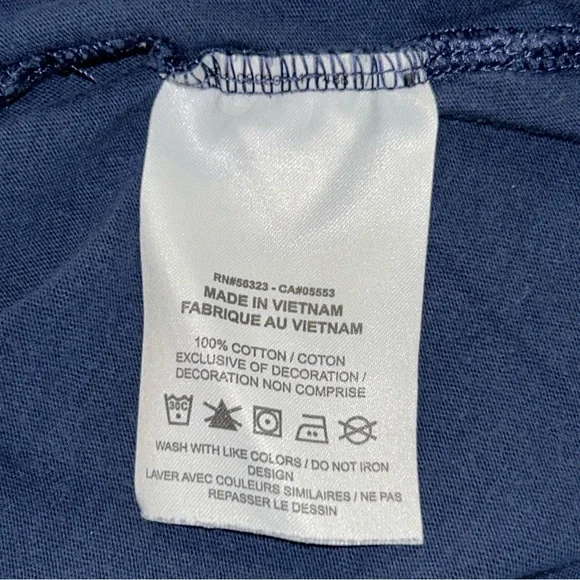 RN#56323 - CA#05553
MADE IN VIETNAM
FABRIQUE AU VIETNAM
100% COTTON / COTON
EXCLUSIVE OF DECORATION /
DECORATION NON COMPRISE
30C
WASH WITH LIKE COLORS / DO NOT IRON
DESIGN
LAVER AVEC COULEURS SIMILAIRES / NE PAS
REPASSER LE DESSIN